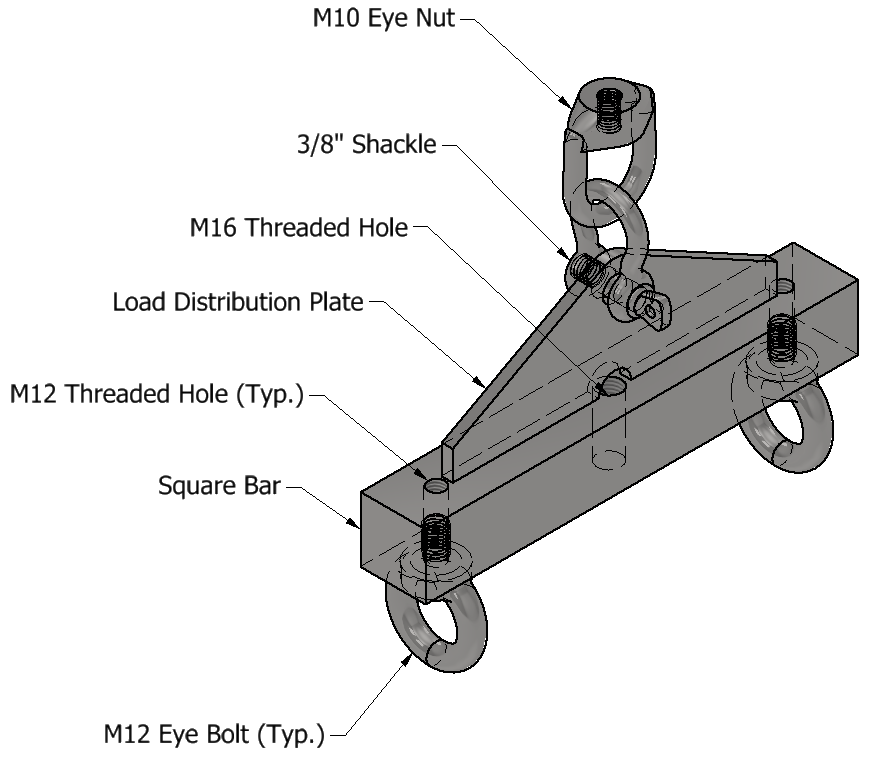 M10 Eye Nut
3/8" Shackle
M16 Threaded Hole
Load Distribution Plate
M12 Threaded Hole (Typ.)
Square Bar
M12 Eye Bolt (Typ.)